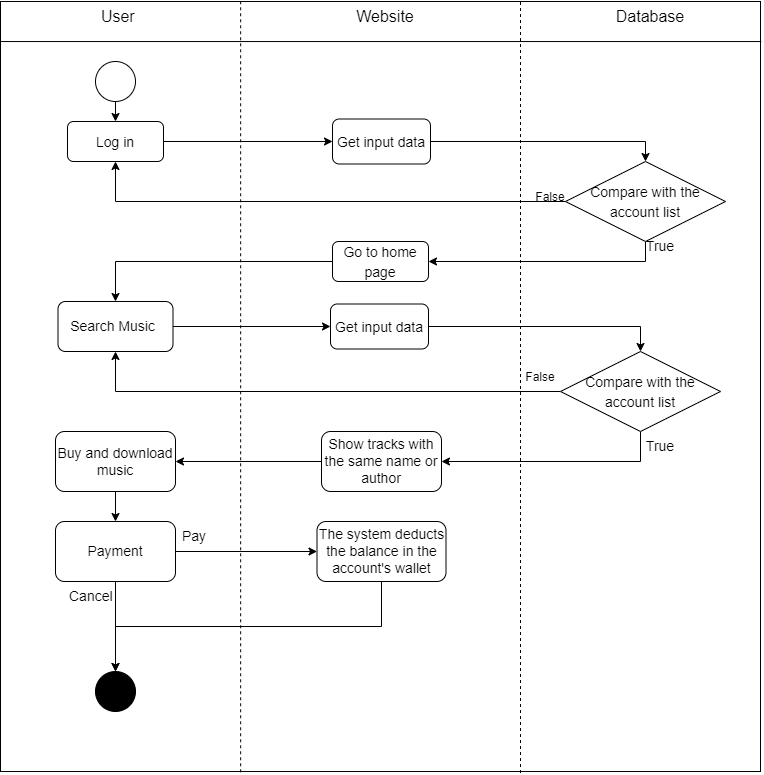 User
Website
Database
Log in
Get input data
Compare with the
account list
False
True
Go to home
page
Search Music
Get input data
Compare with the
account list
False
True
Show tracks with
the same name or
author
Buy and download
music
Payment
Pay
The system deducts
the balance in the
account's wallet
Cancel